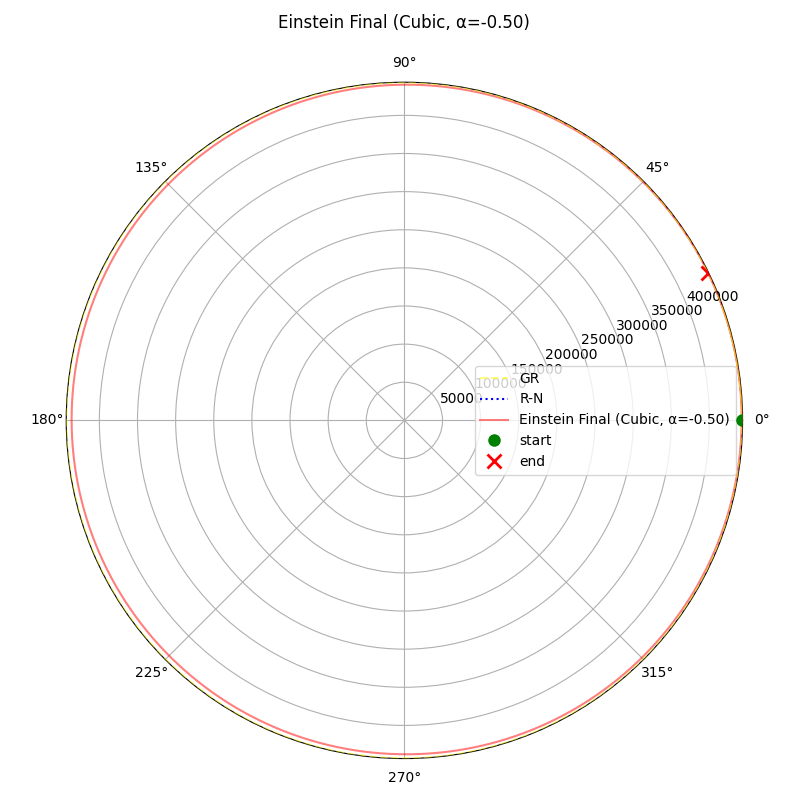 Einstein Final (Cubic, α=-0.50)
90°
135°
45°
400000
350000
300000
250000
200000
150000
100000
5000
GR
R-N
Einstein Final (Cubic, α=-0.50)
start
end
180°
0°
225°
315°
270°